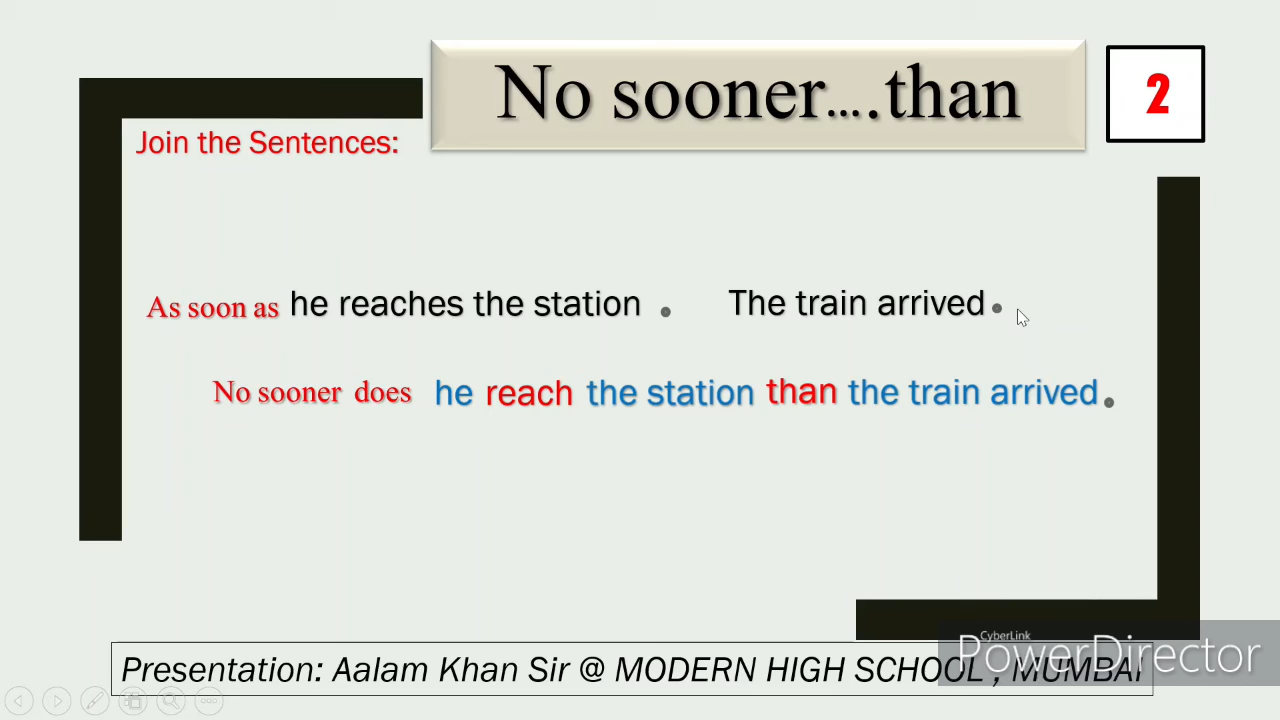 No sooner....than
2
Join the Sentences:
As soon as he reaches the station . The train arrived.
No sooner does he reach the station than the train arrived.
Presentation: Aalam Khan Sir @ MODERN HIGH SCHOOL , MUMBAI
CyberLink
PowerDirector